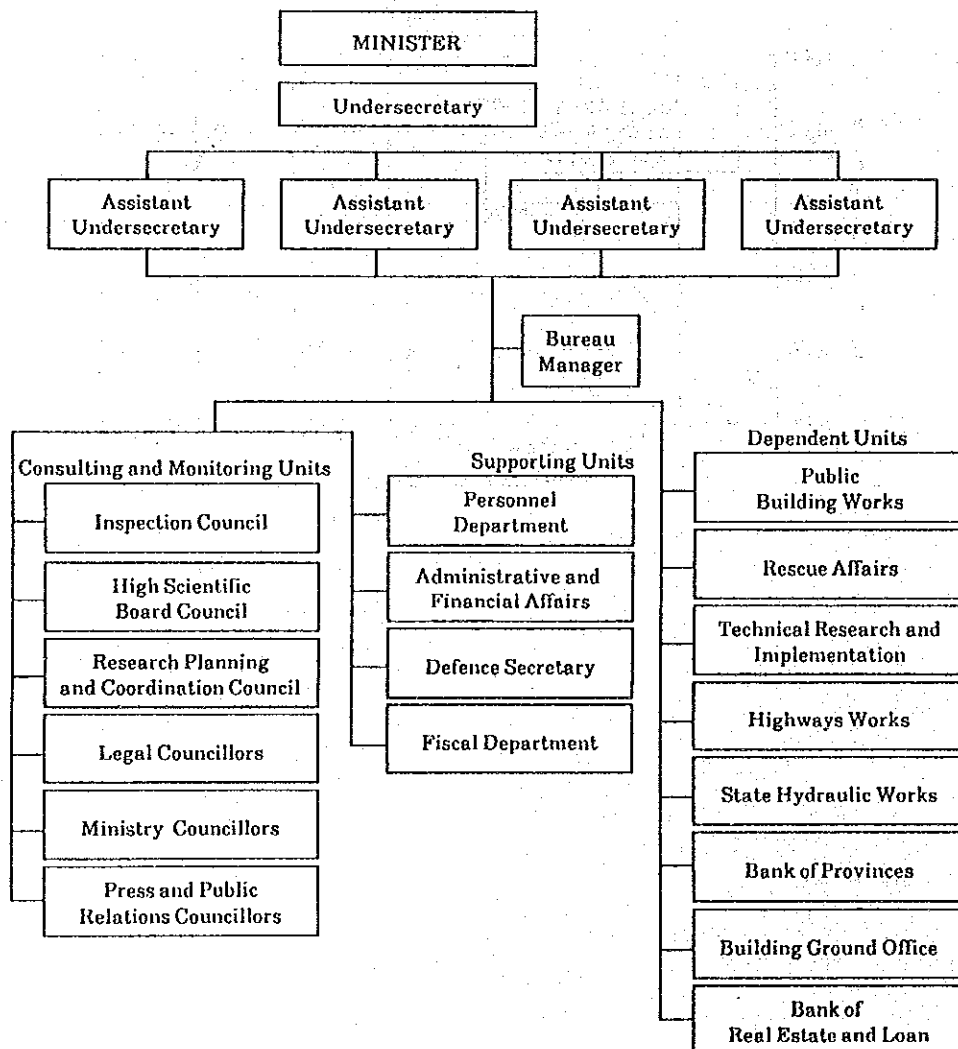 MINISTER
Undersecretary
Assistant
Undersecretary
Assistant
Undersecretary
Assistant
Undersecretary
Assistant
Undersecretary
Bureau
Manager
Consulting and Monitoring Units
Inspection Council
High Scientific
Board Council
Research Planning
and Coordination Council
Legal Councillors
Ministry Councillors
Press and Public
Relations Councillors
Supporting Units
Personnel
Department
Administrative and
Financial Affairs
Defence Secretary
Fiscal Department
Dependent Units
Public
Building Works
Rescue Affairs
Technical Research and
Implementation
Highways Works
State Hydraulic Works
Bank of Provinces
Building Ground Office
Bank of
Real Estate and Loan